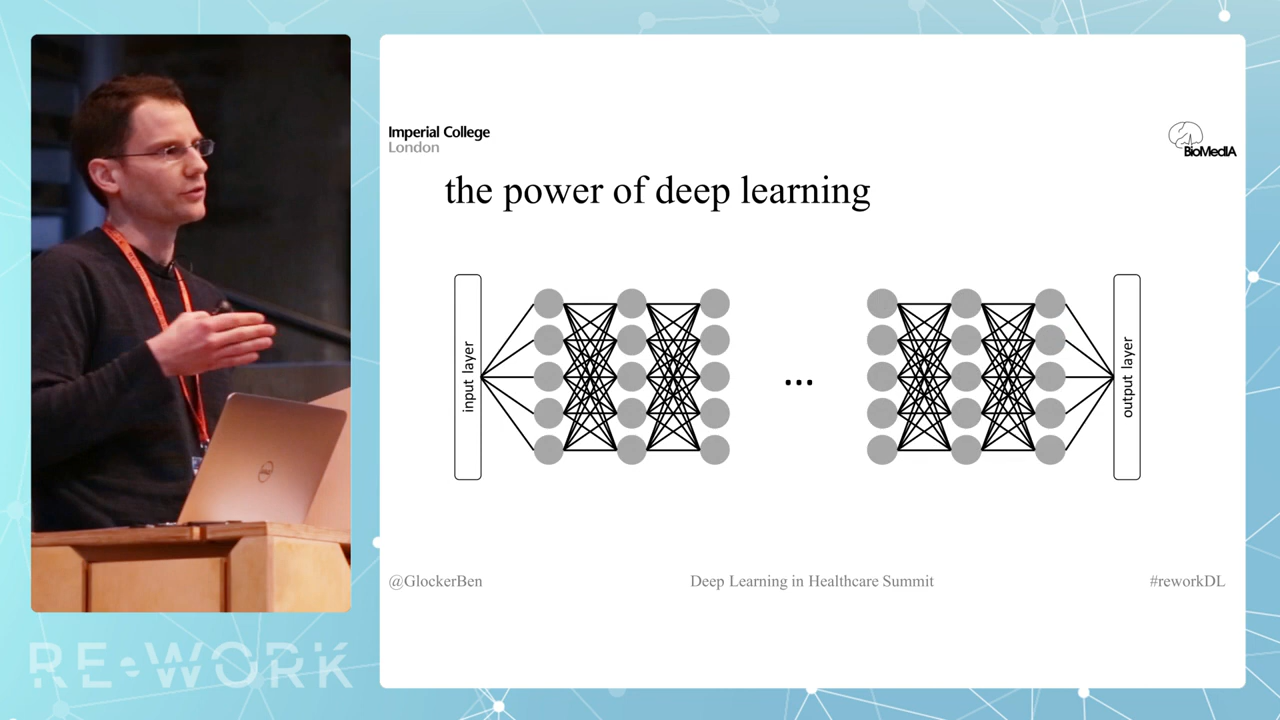 Imperial College
London
BioMedIA
the power of deep learning
input layer
...
output layer
@GlockerBen
Deep Learning in Healthcare Summit
#reworkDL
RE•WORK